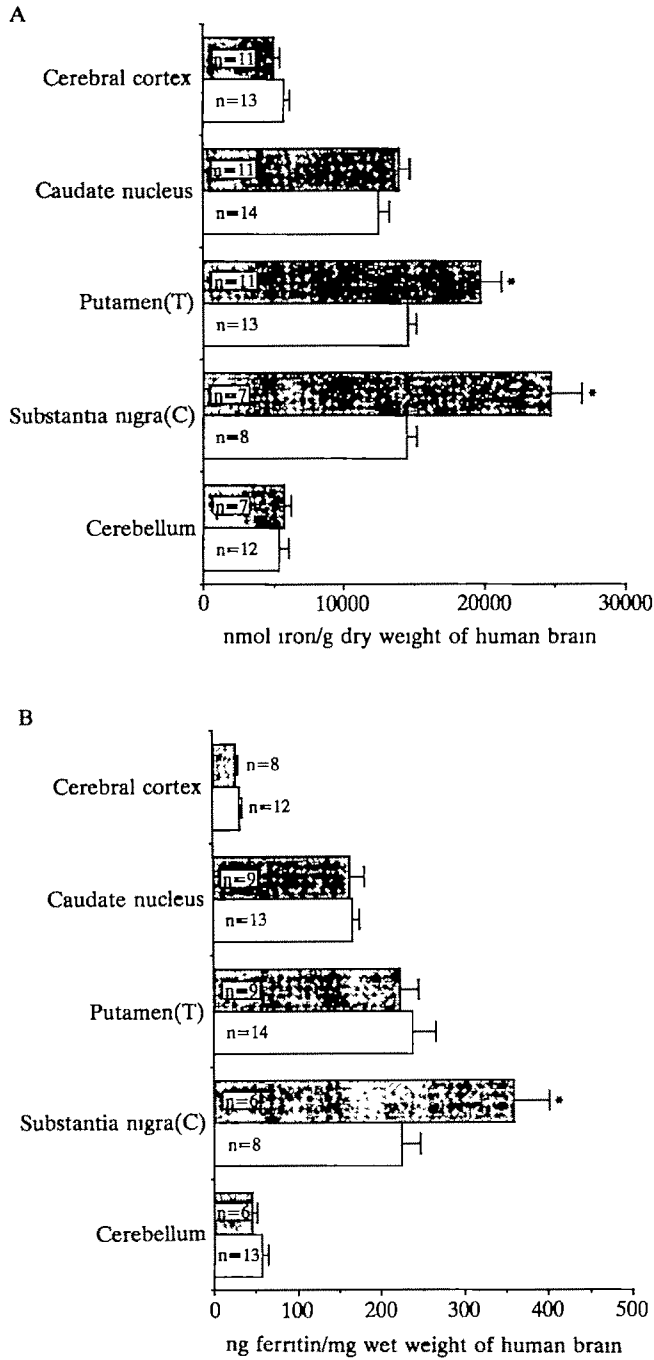 A
n=11
Cerebral cortex
n=13
n=11
Caudate nucleus
n=14
n=11
*
Putamen(T)
n=13
n=7
*
Substantia nigra(C)
n=8
n=7
Cerebellum
n=12
0 10000 20000 30000
nmol iron/g dry weight of human brain
B
n=8
Cerebral cortex
n=12
n=9
Caudate nucleus
n=13
n=9
Putamen(T)
n=14
n=6
*
Substantia nigra(C)
n=8
n=6
Cerebellum
n=13
0 100 200 300 400 500
ng ferritin/mg wet weight of human brain